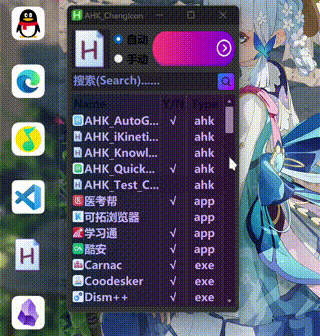 AHK_ChangIcon
H
自动
手动
搜索(Search)......
Name Y/N Type
AHK_AutoG... √ ahk
AHK_iKineti... ahk
AHK_Knowl... ahk
AHK_Quick... √ ahk
AHK_Test_C... ahk
医考帮 √ app
可拓浏览器 app
学习通 √ app
酷安 √ app
Carnac √ exe
Coodesker √ exe
Dism++ √ exe
H